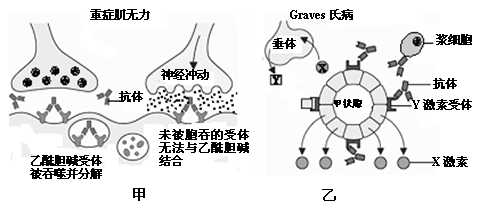 重症肌无力
抗体
神经冲动
乙酰胆碱受体
被吞噬并分解
未被胞吞的受体
无法与乙酰胆碱
结合
甲
Graves 氏病
垂体
Y
X
浆细胞
抗体
Y 激素受体
甲状腺
X 激素
乙